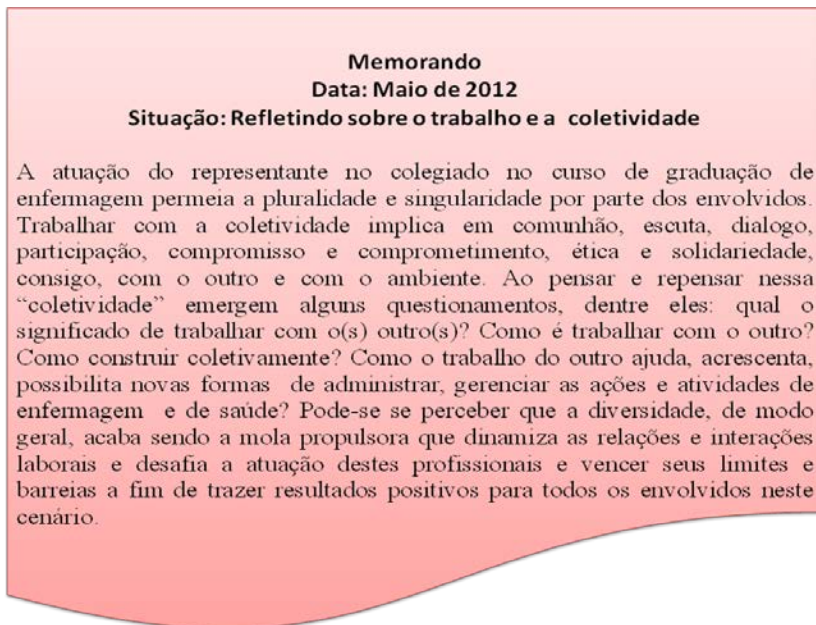 Memorando
Data: Maio de 2012
Situação: Refletindo sobre o trabalho e a coletividade
A atuação do representante no colegiado no curso de graduação de
enfermagem permeia a pluralidade e singularidade por parte dos envolvidos.
Trabalhar com a coletividade implica em comunhão, escuta, dialogo,
participação, compromisso e comprometimento, ética e solidariedade,
consigo, com o outro e com o ambiente. Ao pensar e repensar nessa
“coletividade” emergem alguns questionamentos, dentre eles: qual o
significado de trabalhar com o(s) outro(s)? Como é trabalhar com o outro?
Como construir coletivamente? Como o trabalho do outro ajuda, acrescenta,
possibilita novas formas de administrar, gerenciar as ações e atividades de
enfermagem e de saúde? Pode-se se perceber que a diversidade, de modo
geral, acaba sendo a mola propulsora que dinamiza as relações e interações
laborais e desafia a atuação destes profissionais e vencer seus limites e
barreias a fim de trazer resultados positivos para todos os envolvidos neste
cenário.